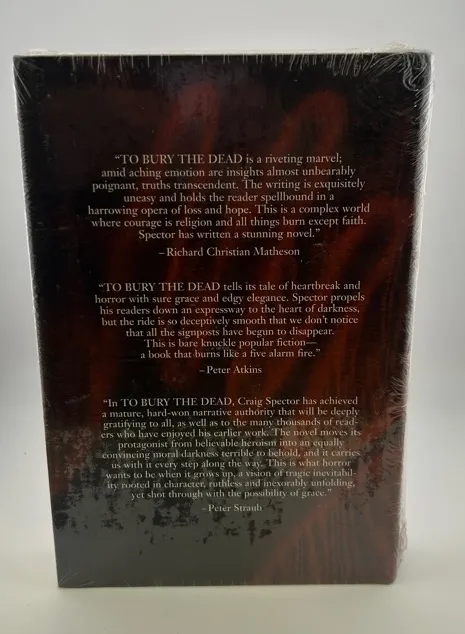 “TO BURY THE DEAD is a riveting marvel;
amid aching emotion are insights almost unbearably
poignant, truths transcendent. The writing is exquisitely
uneasy and holds the reader spellbound in a
harrowing opera of loss and hope. This is a complex world
where courage is religion and all things burn except faith.
Spector has written a stunning novel.”
–Richard Christian Matheson
“TO BURY THE DEAD tells its tale of heartbreak and
horror with sure grace and edgy elegance. Spector propels
his readers down an expressway to the heart of darkness,
but the ride is so deceptively smooth that we don’t notice
that all the signposts have begun to disappear.
This is bare knuckle popular fiction—
a book that burns like a five alarm fire.”
–Peter Atkins
“In TO BURY THE DEAD, Craig Spector has achieved
a mature, hard-won narrative authority that will be deeply
gratifying to all, as well as to the many thousands of read-
ers who have enjoyed his earlier work. The novel moves its
protagonist from believable heroism into an equally
convincing moral darkness terrible to behold, and it carries
us with it every step along the way. This is what horror
wants to be when it grows up, a vision of tragic inevitabil-
ity rooted in character, ruthless and inexorably unfolding,
yet shot through with the possibility of grace.”
–Peter Straub